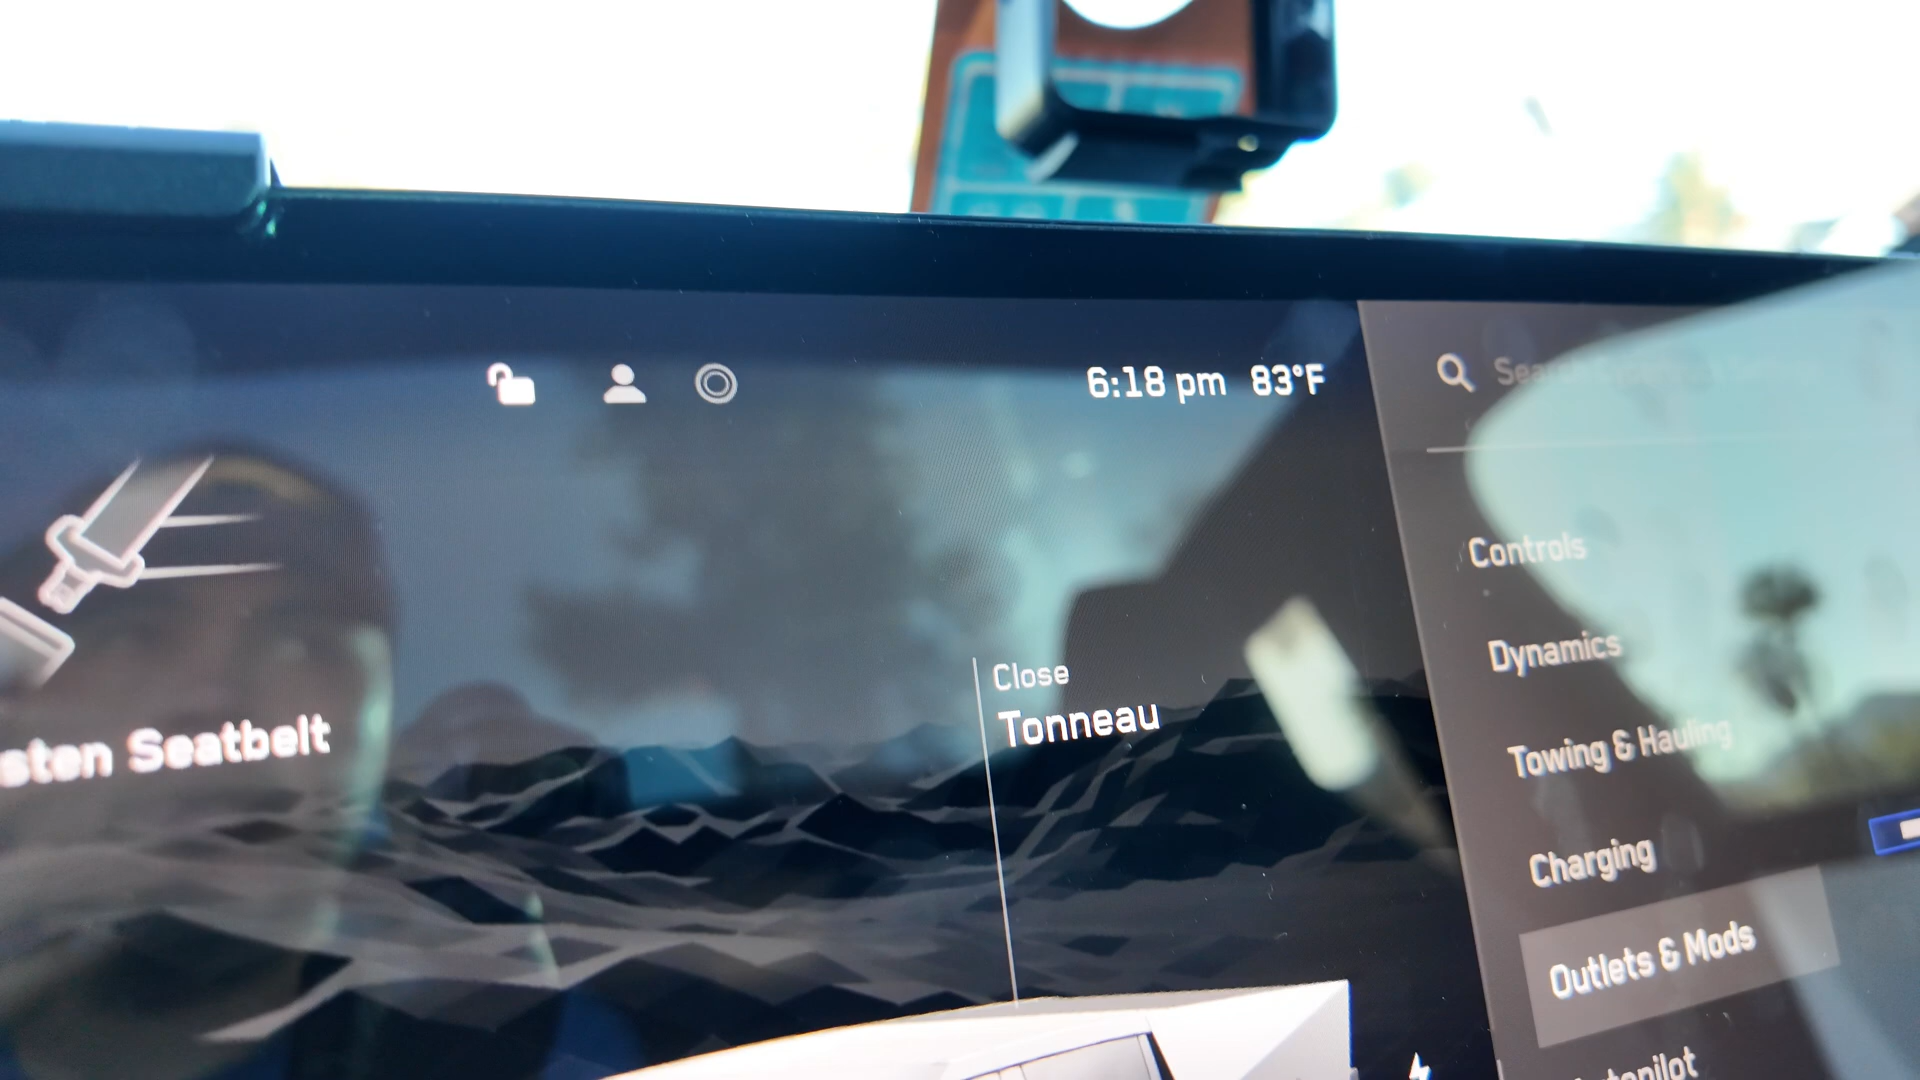 6:18 pm 83°F
sten Seatbelt
Close
Tonneau
Controls
Dynamics
Towing & Hauling
Charging
Outlets & Mods